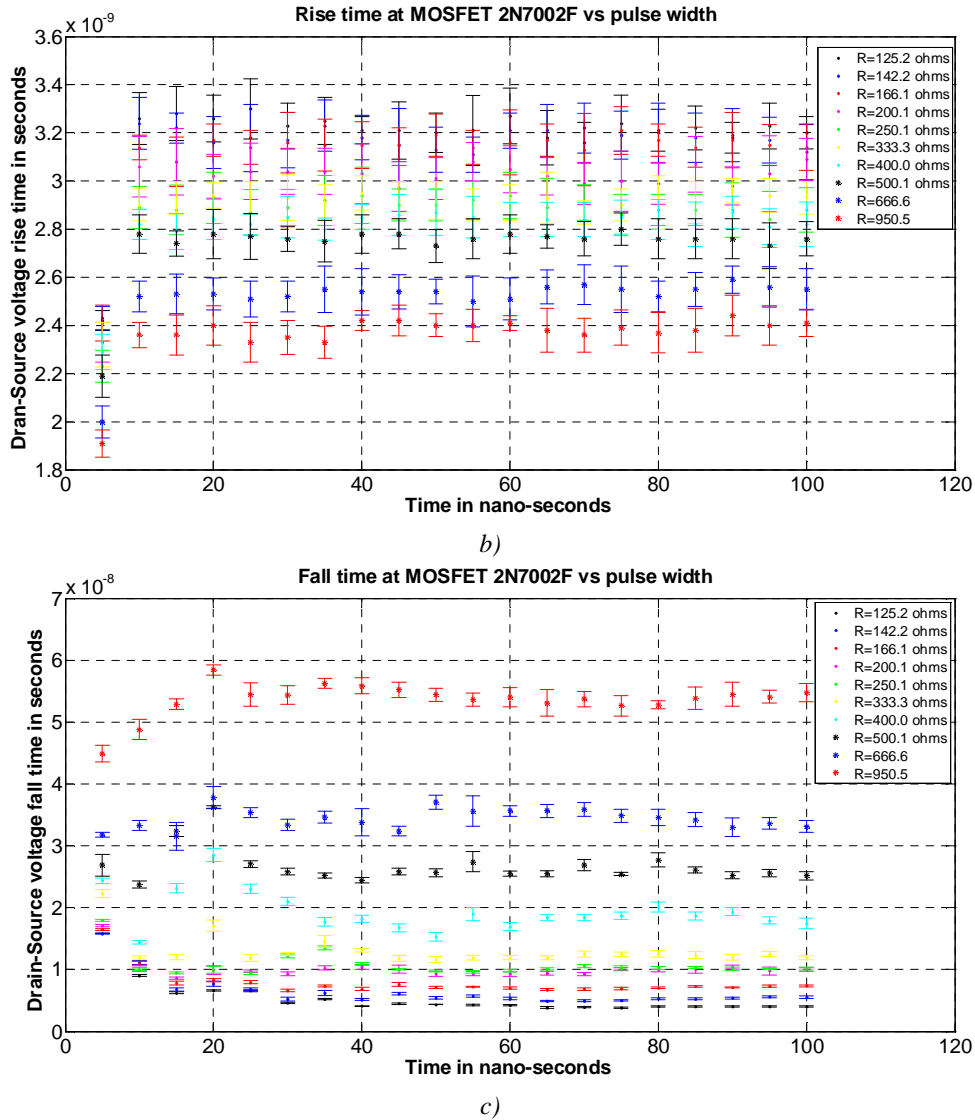 Rise time at MOSFET 2N7002F vs pulse width
x 10^-9
3.6
3.4
3.2
3
2.8
2.6
2.4
2.2
2
1.8
Dran-Source voltage rise time in seconds
0 20 40 60 80 100 120
Time in nano-seconds
R=125.2 ohms
R=142.2 ohms
R=166.1 ohms
R=200.1 ohms
R=250.1 ohms
R=333.3 ohms
R=400.0 ohms
R=500.1 ohms
R=666.6
R=950.5
b)
Fall time at MOSFET 2N7002F vs pulse width
x 10^-8
7
6
5
4
3
2
1
0
Drain-Source voltage fall time in seconds
0 20 40 60 80 100 120
Time in nano-seconds
R=125.2 ohms
R=142.2 ohms
R=166.1 ohms
R=200.1 ohms
R=250.1 ohms
R=333.3 ohms
R=400.0 ohms
R=500.1 ohms
R=666.6
R=950.5
c)